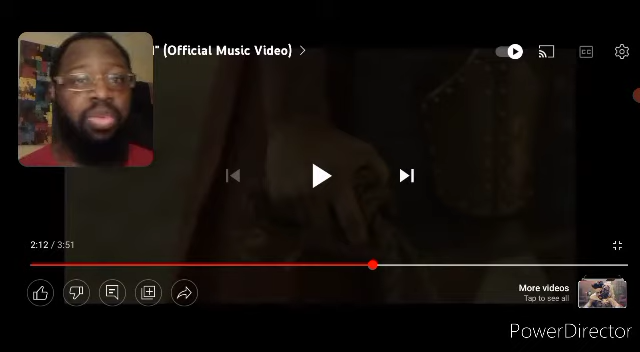 l" (Official Music Video)
CC
2:12 / 3:51
More videos
Tap to see all
PowerDirector